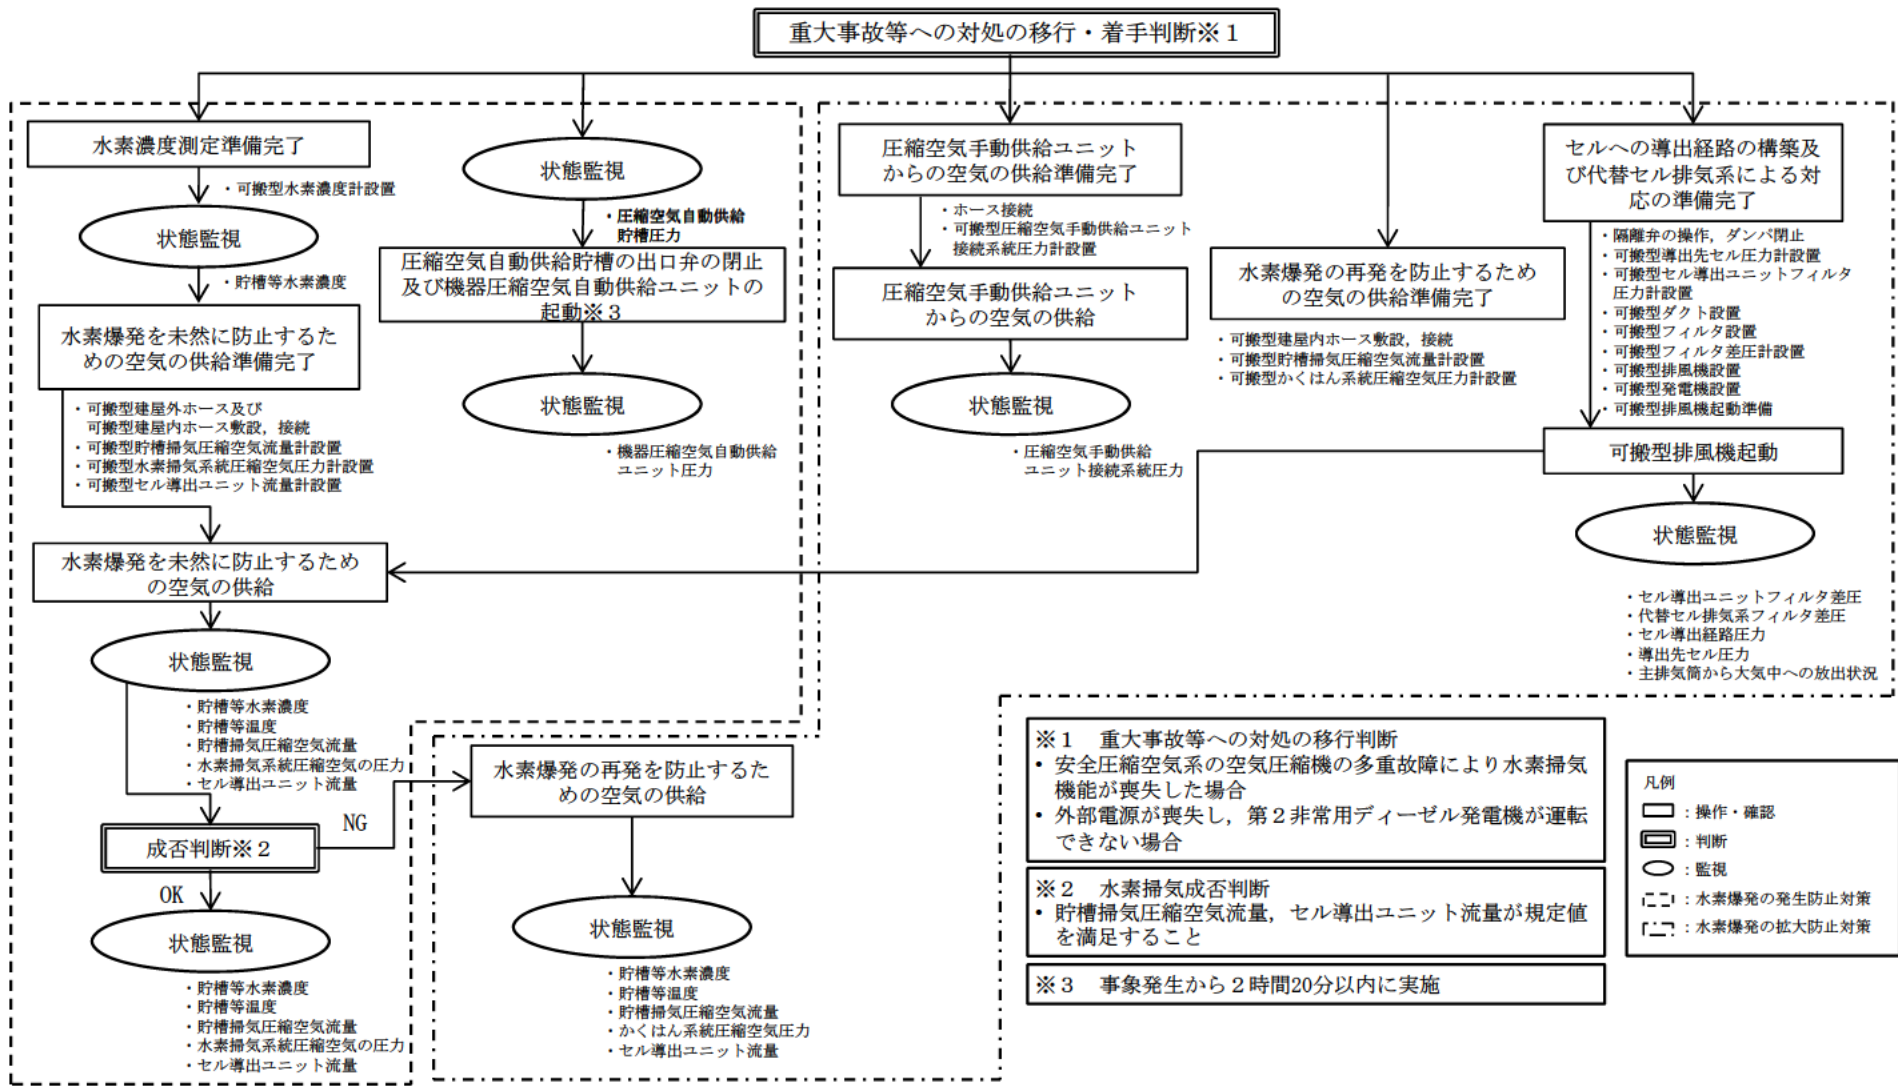 重大事故等への対処の移行・着手判断※１
水素濃度測定準備完了
・可搬型水素濃度計設置
状態監視
・貯槽等水素濃度
水素爆発を未然に防止するた
めの空気の供給準備完了
・可搬型建屋外ホース及び
可搬型建屋内ホース敷設，接続
・可搬型貯槽掃気圧縮空気流量計設置
・可搬型水素掃気系統圧縮空気圧力計設置
・可搬型セル導出ユニット流量計設置
水素爆発を未然に防止するため
の空気の供給
状態監視
・貯槽等水素濃度
・貯槽等温度
・貯槽掃気圧縮空気流量
・水素掃気系統圧縮空気の圧力
・セル導出ユニット流量
成否判断※２
NG
OK
状態監視
・貯槽等水素濃度
・貯槽等温度
・貯槽掃気圧縮空気流量
・水素掃気系統圧縮空気の圧力
・セル導出ユニット流量
状態監視
・圧縮空気自動供給
貯槽圧力
圧縮空気自動供給貯槽の出口弁の閉止
及び機器圧縮空気自動供給ユニットの
起動※３
状態監視
・機器圧縮空気自動供給
ユニット圧力
水素爆発の再発を防止するた
めの空気の供給
状態監視
・貯槽等水素濃度
・貯槽等温度
・貯槽掃気圧縮空気流量
・かくはん系統圧縮空気圧力
・セル導出ユニット流量
圧縮空気手動供給ユニット
からの空気の供給準備完了
・ホース接続
・可搬型圧縮空気手動供給ユニット
接続系統圧力計設置
圧縮空気手動供給ユニット
からの空気の供給
状態監視
・圧縮空気手動供給
ユニット接続系統圧力
水素爆発の再発を防止するため
の空気の供給準備完了
・可搬型建屋内ホース敷設，接続
・可搬型貯槽掃気圧縮空気流量計設置
・可搬型かくはん系統圧縮空気圧力計設置
セルへの導出経路の構築及
び代替セル排気系による対
応の準備完了
・隔離弁の操作，ダンパ閉止
・可搬型導出先セル圧力計設置
・可搬型セル導出ユニットフィルタ
圧力計設置
・可搬型ダクト設置
・可搬型フィルタ設置
・可搬型フィルタ差圧計設置
・可搬型排風機設置
・可搬型発電機設置
・可搬型排風機起動準備
可搬型排風機起動
状態監視
・セル導出ユニットフィルタ差圧
・代替セル排気系フィルタ差圧
・セル導出経路圧力
・導出先セル圧力
・主排気筒から大気中への放出状況
※１　重大事故等への対処の移行判断
• 安全圧縮空気系の空気圧縮機の多重故障により水素掃気
機能が喪失した場合
• 外部電源が喪失し，第２非常用ディーゼル発電機が運転
できない場合
※２　水素掃気成否判断
• 貯槽掃気圧縮空気流量，セル導出ユニット流量が規定値
を満足すること
※３　事象発生から２時間20分以内に実施
凡例
：操作・確認
：判断
：監視
：水素爆発の発生防止対策
：水素爆発の拡大防止対策